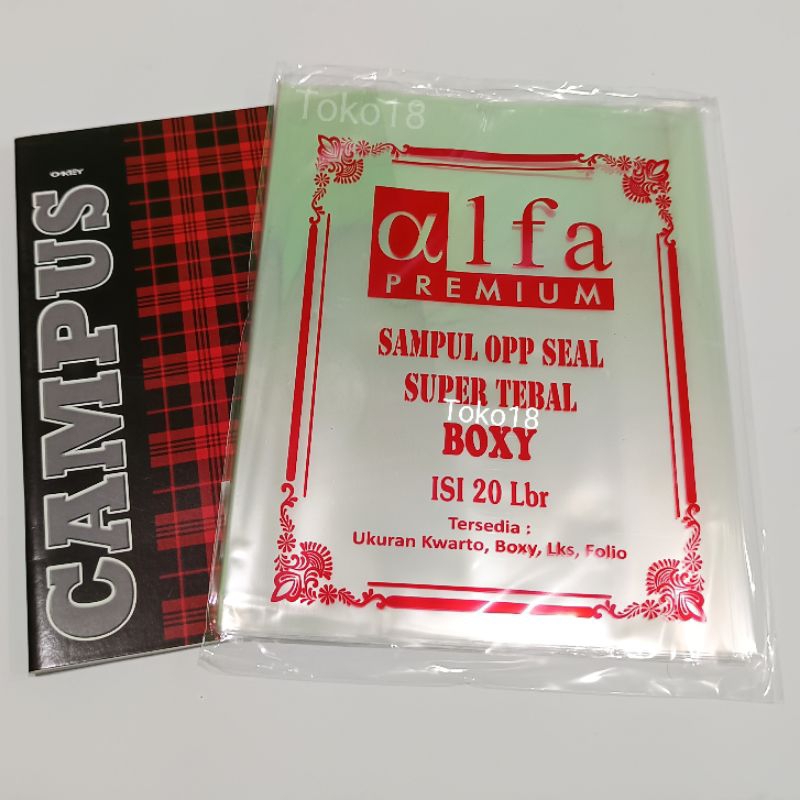 Toko18
OKEY
CAMPUS
αlfa
PREMIUM
SAMPUL OPP SEAL
SUPER TEBAL
Toko18
BOXY
ISI 20 Lbr
Tersedia :
Ukuran Kwarto, Boxy, Lks, Folio